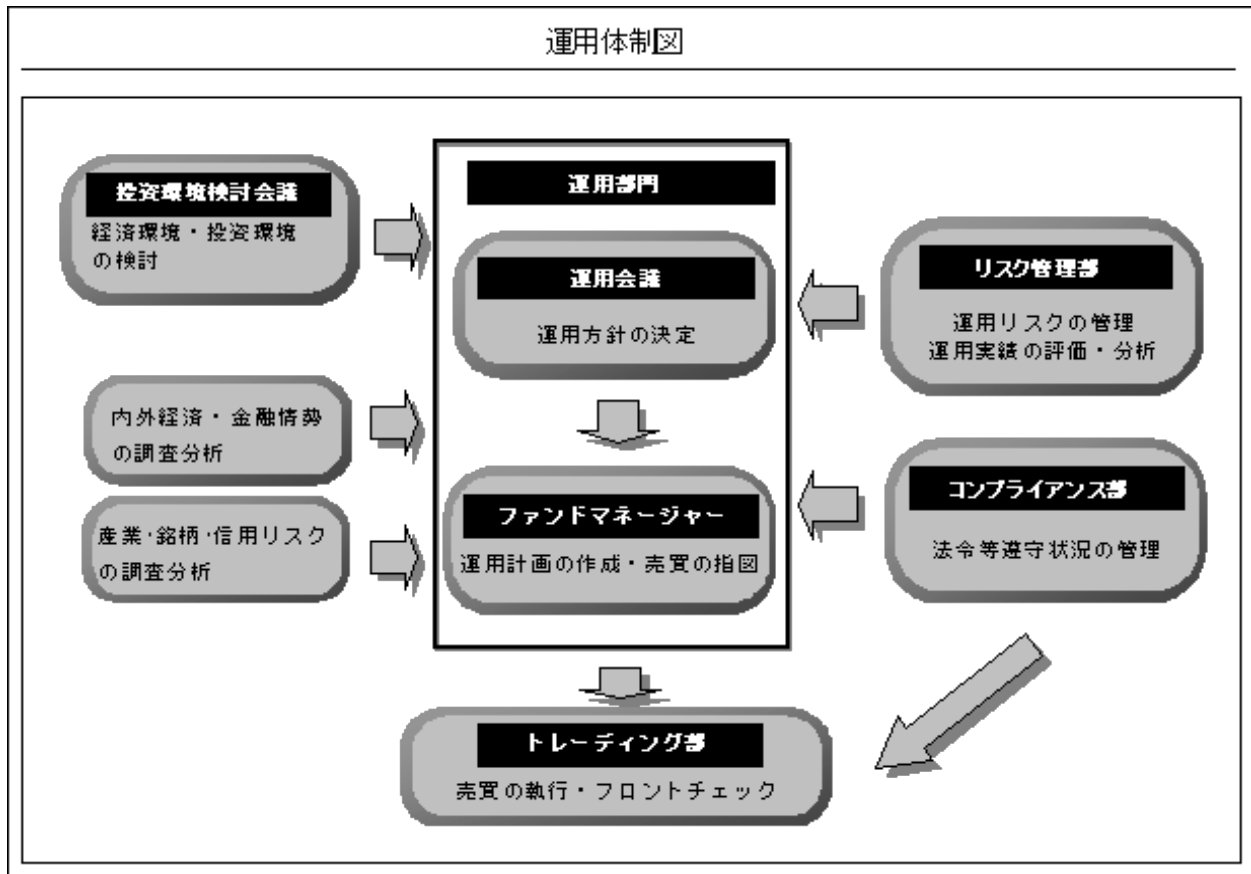 運用体制図
投資環境検討会議
経済環境・投資環境
の検討
内外経済・金融情勢
の調査分析
産業･銘柄･信用リスク
の調査分析
運用部門
運用会議
運用方針の決定
ファンドマネージャー
運用計画の作成・売買の指図
トレーディング部
売買の執行・フロントチェック
リスク管理部
運用リスクの管理
運用実績の評価・分析
コンプライアンス部
法令等遵守状況の管理